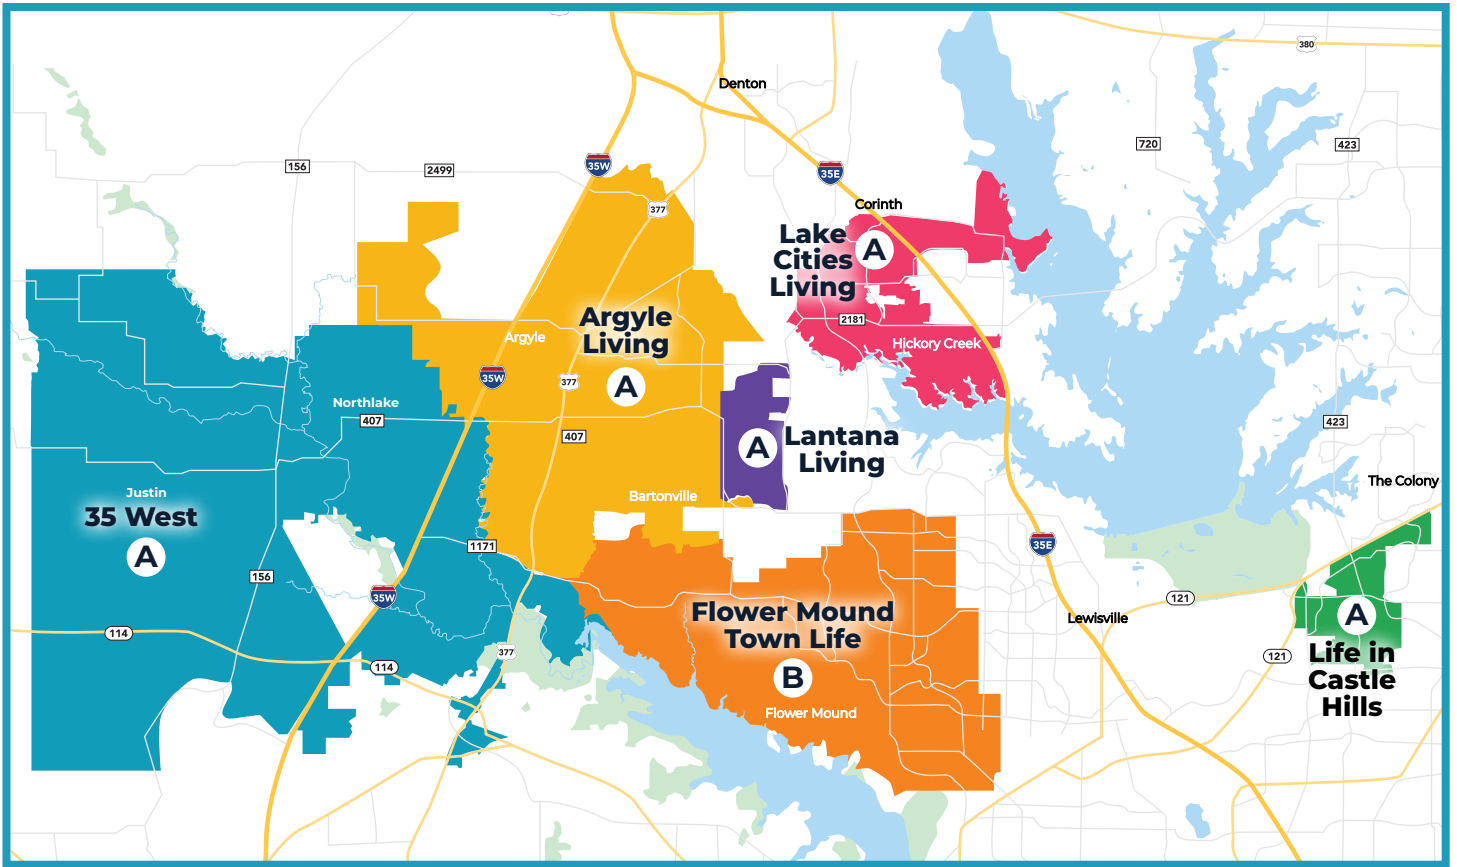 380
Denton
720
423
156
2499
35W
35E
377
Corinth
Lake
Cities
Living
A
2181
Hickory Creek
Argyle
Living
A
Argyle
35W
377
Northlake
407
407
A
Lantana
Living
423
The Colony
Justin
35 West
A
Bartonville
1171
35E
156
35W
114
114
377
Flower Mound
Town Life
B
Flower Mound
121
Lewisville
121
A
Life in
Castle
Hills